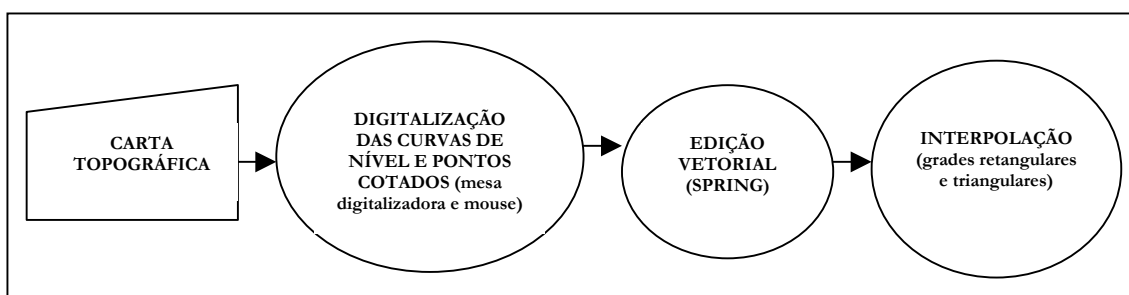 CARTA
TOPOGRÁFICA
DIGITALIZAÇÃO
DAS CURVAS DE
NÍVEL E PONTOS
COTADOS (mesa
digitalizadora e mouse)
EDIÇÃO
VETORIAL
(SPRING)
INTERPOLAÇÃO
(grades retangulares
e triangulares)